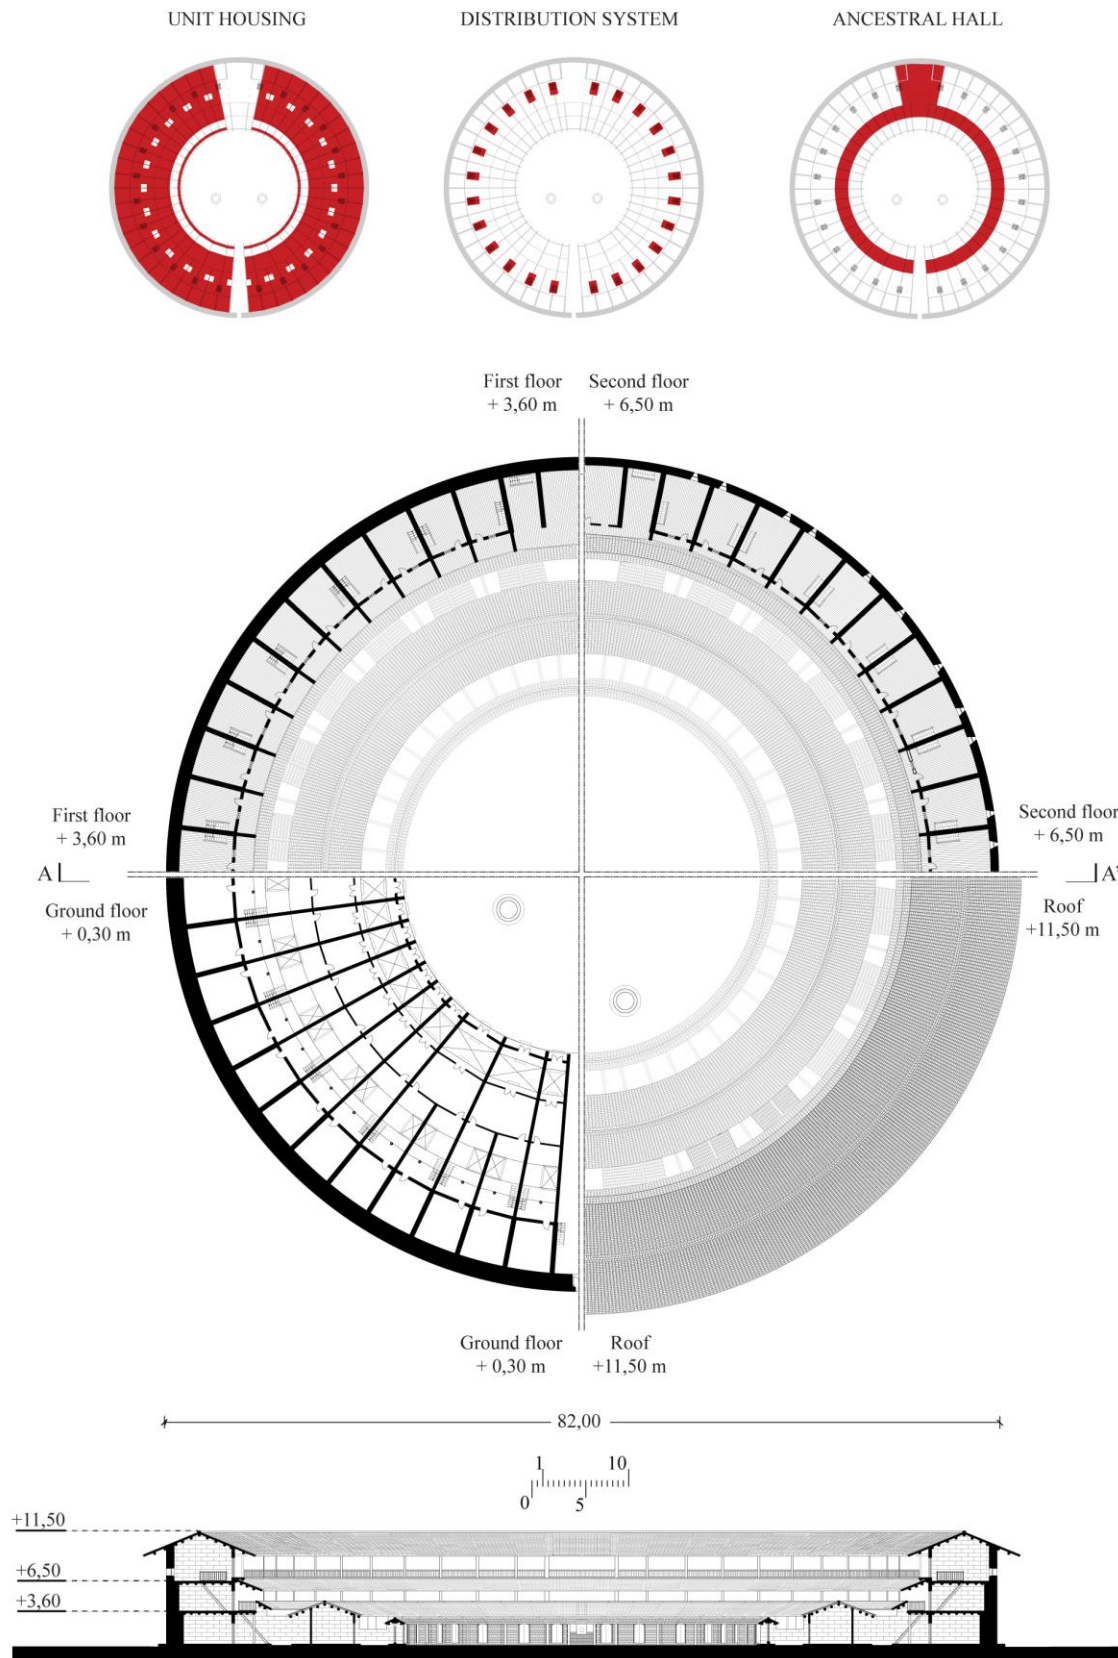 UNIT HOUSING
DISTRIBUTION SYSTEM
ANCESTRAL HALL
First floor
+ 3,60 m
Second floor
+ 6,50 m
First floor
+ 3,60 m
Second floor
+ 6,50 m
A
A'
Ground floor
+ 0,30 m
Roof
+11,50 m
Ground floor
+ 0,30 m
Roof
+11,50 m
82,00
1 10
0 5
+11,50
+6,50
+3,60